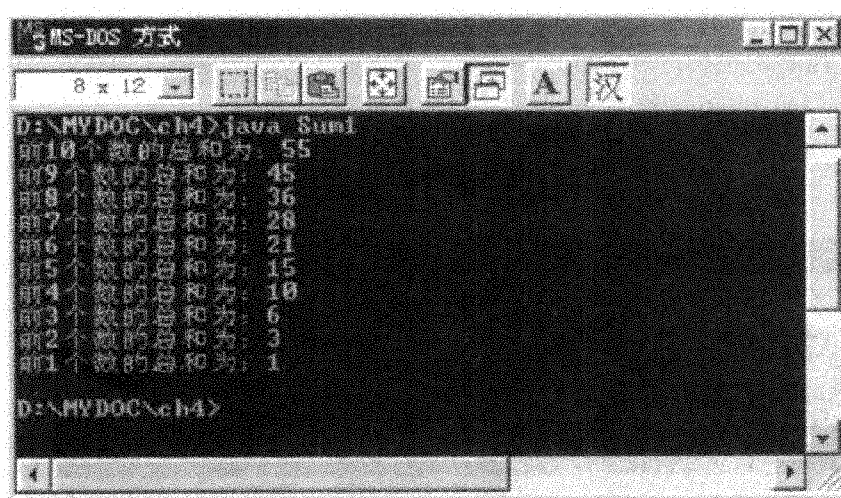 MS-DOS 方式
8 x 12 A 汉
D:\MYDOC\ch4>java Sum1
前10个数的总和为: 55
前9个数的总和为: 45
前8个数的总和为: 36
前7个数的总和为: 28
前6个数的总和为: 21
前5个数的总和为: 15
前4个数的总和为: 10
前3个数的总和为: 6
前2个数的总和为: 3
前1个数的总和为: 1
D:\MYDOC\ch4>